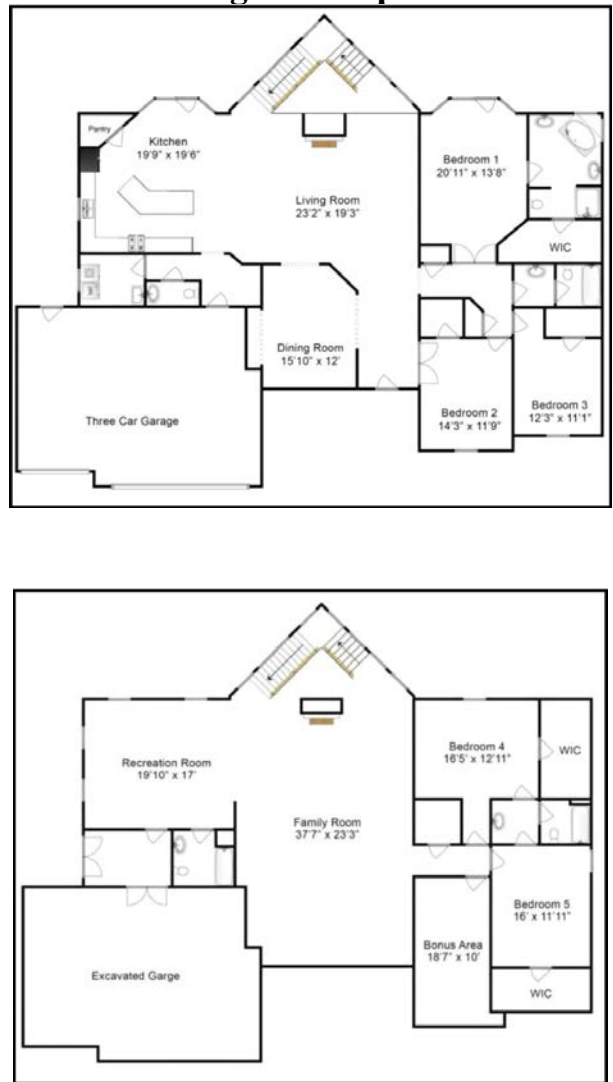 Pantry
Kitchen
19'9" x 19'6"
Bedroom 1
20'11" x 13'8"
Living Room
23'2" x 19'3"
WIC
Dining Room
15'10" x 12'
Three Car Garage
Bedroom 2
14'3" x 11'9"
Bedroom 3
12'3" x 11'1"
Recreation Room
19'10" x 17'
Bedroom 4
16'5' x 12'11"
WIC
Family Room
37'7" x 23'3"
Bedroom 5
16' x 11'11"
Bonus Area
18'7" x 10'
Excavated Garge
WIC